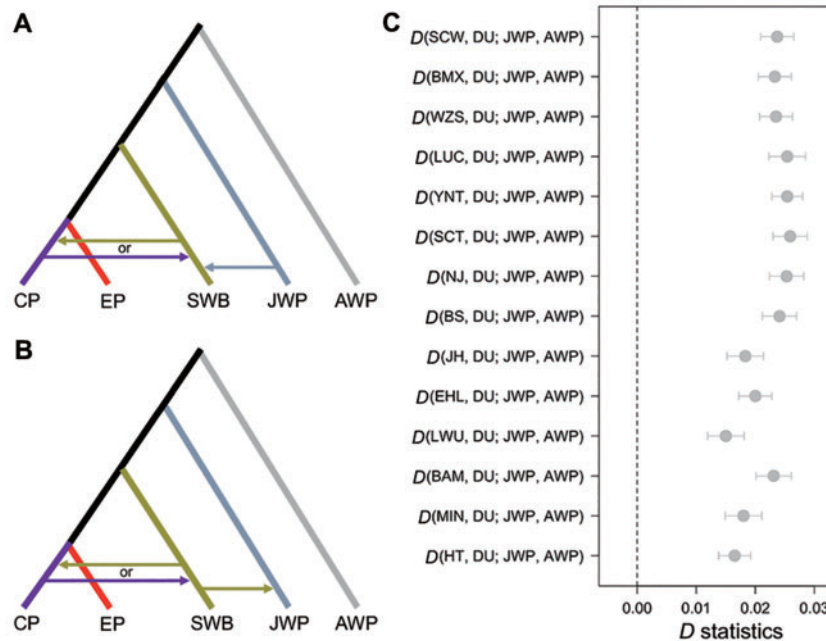 A
or
CP EP SWB JWP AWP
B
or
CP EP SWB JWP AWP
C
D(SCW, DU; JWP, AWP)
D(BMX, DU; JWP, AWP)
D(WZS, DU; JWP, AWP)
D(LUC, DU; JWP, AWP)
D(YNT, DU; JWP, AWP)
D(SCT, DU; JWP, AWP)
D(NJ, DU; JWP, AWP)
D(BS, DU; JWP, AWP)
D(JH, DU; JWP, AWP)
D(EHL, DU; JWP, AWP)
D(LWU, DU; JWP, AWP)
D(BAM, DU; JWP, AWP)
D(MIN, DU; JWP, AWP)
D(HT, DU; JWP, AWP)
0.00 0.01 0.02 0.03
D statistics